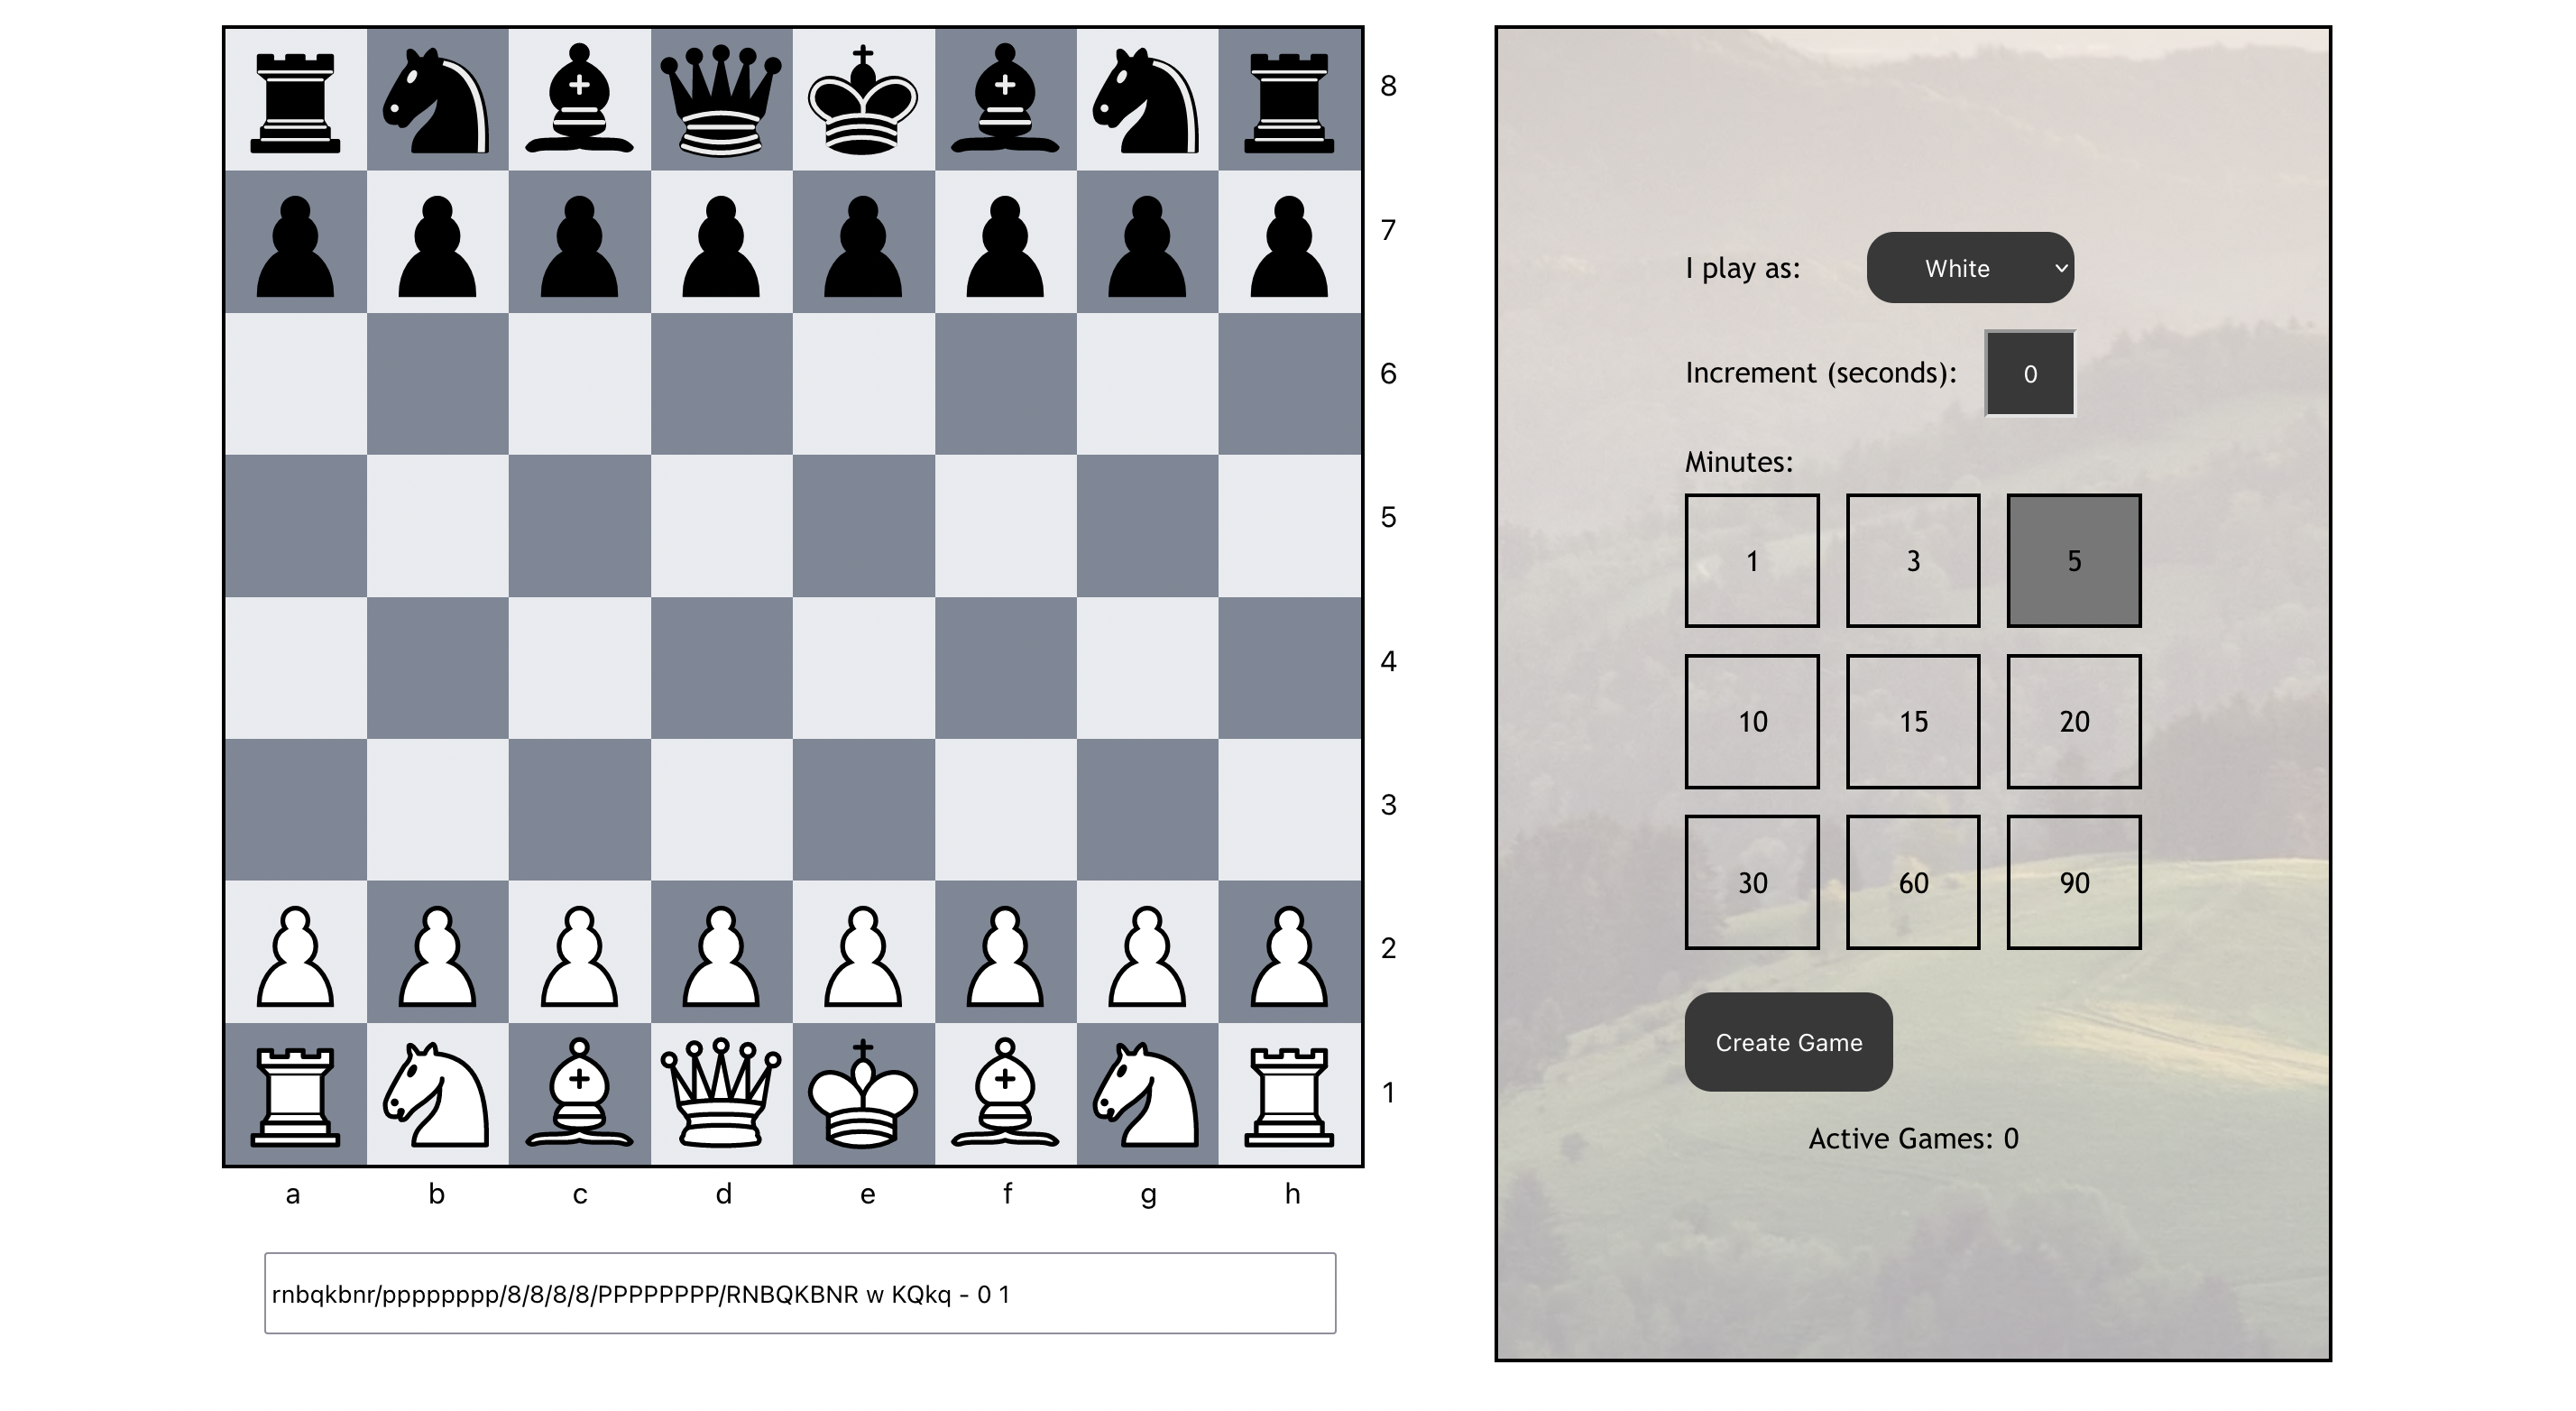 8
7
6
5
4
3
2
1
a b c d e f g h
rnbqkbnr/pppppppp/8/8/8/8/PPPPPPPP/RNBQKBNR w KQkq - 0 1
I play as: White
Increment (seconds): 0
Minutes:
1 3 5
10 15 20
30 60 90
Create Game
Active Games: 0